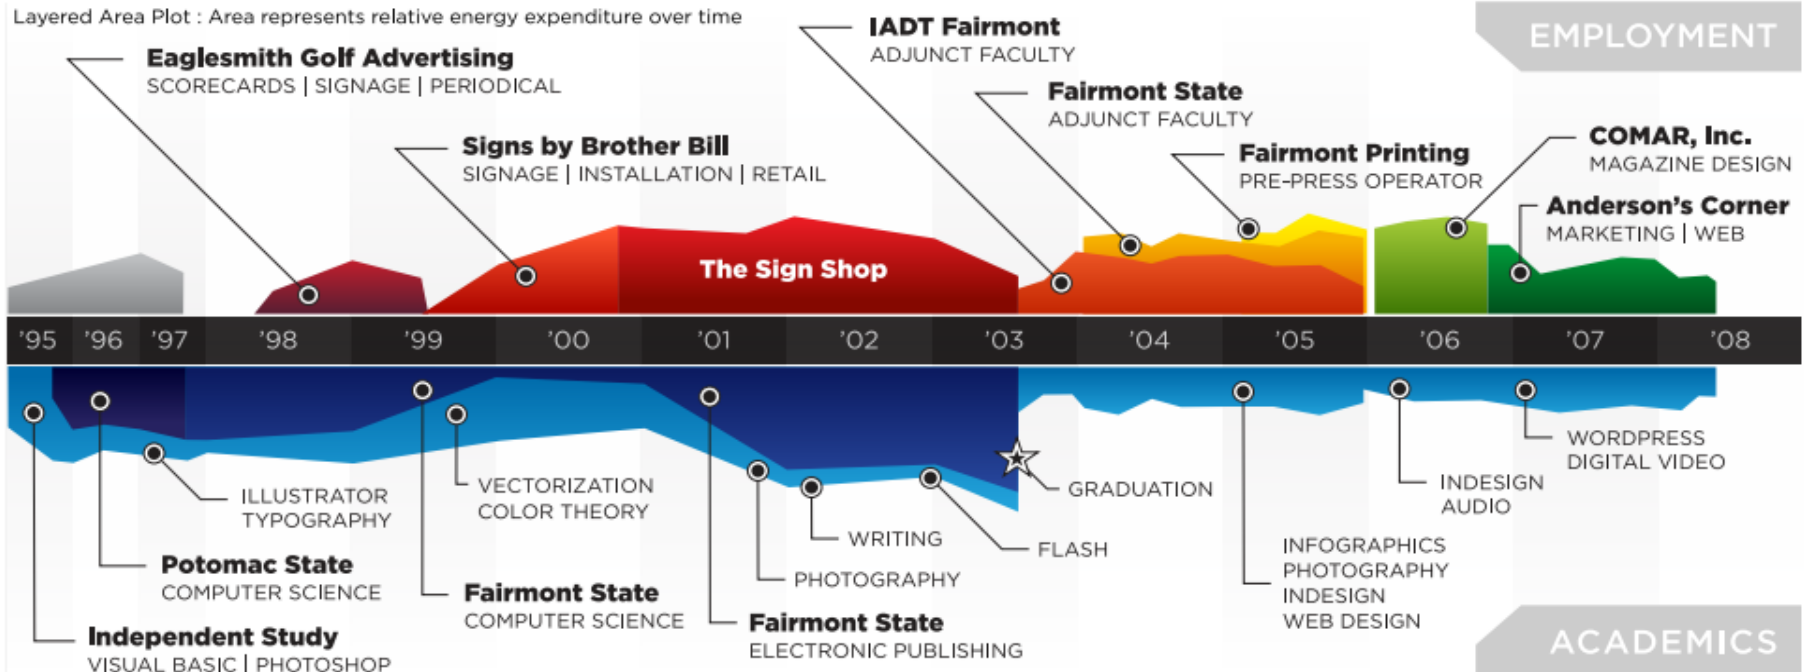 Layered Area Plot : Area represents relative energy expenditure over time
EMPLOYMENT
Eaglesmith Golf Advertising
SCORECARDS | SIGNAGE | PERIODICAL
Signs by Brother Bill
SIGNAGE | INSTALLATION | RETAIL
IADT Fairmont
ADJUNCT FACULTY
Fairmont State
ADJUNCT FACULTY
Fairmont Printing
PRE-PRESS OPERATOR
COMAR, Inc.
MAGAZINE DESIGN
Anderson's Corner
MARKETING | WEB
The Sign Shop
'95 '96 '97 '98 '99 '00 '01 '02 '03 '04 '05 '06 '07 '08
ILLUSTRATOR
TYPOGRAPHY
Potomac State
COMPUTER SCIENCE
Independent Study
VISUAL BASIC | PHOTOSHOP
VECTORIZATION
COLOR THEORY
Fairmont State
COMPUTER SCIENCE
WRITING
PHOTOGRAPHY
Fairmont State
ELECTRONIC PUBLISHING
GRADUATION
FLASH
INFOGRAPHICS
PHOTOGRAPHY
INDESIGN
WEB DESIGN
INDESIGN
AUDIO
WORDPRESS
DIGITAL VIDEO
ACADEMICS